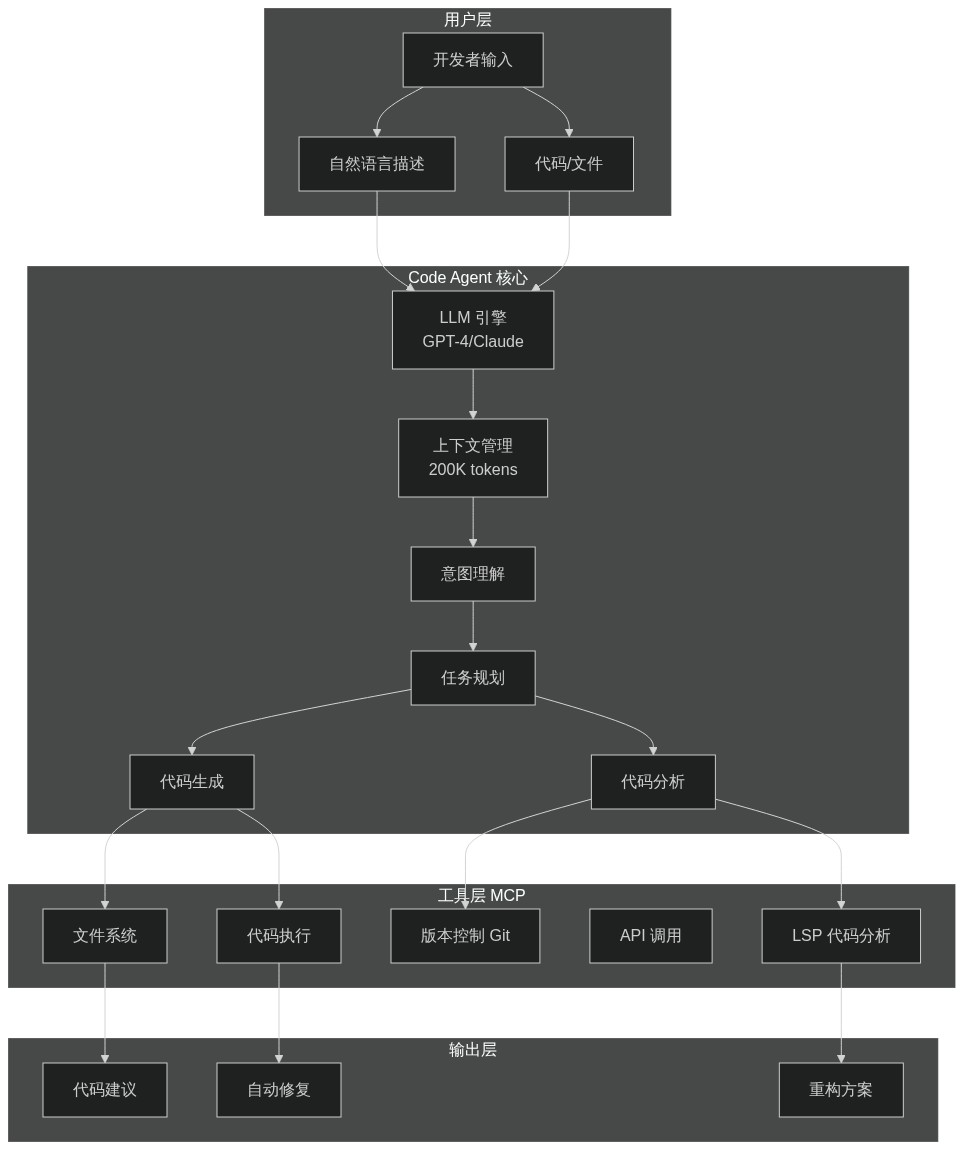 用户层
开发者输入
自然语言描述
代码/文件
Code Agent 核心
LLM 引擎
GPT-4/Claude
上下文管理
200K tokens
意图理解
任务规划
代码生成
代码分析
工具层 MCP
文件系统
代码执行
版本控制 Git
API 调用
LSP 代码分析
输出层
代码建议
自动修复
重构方案